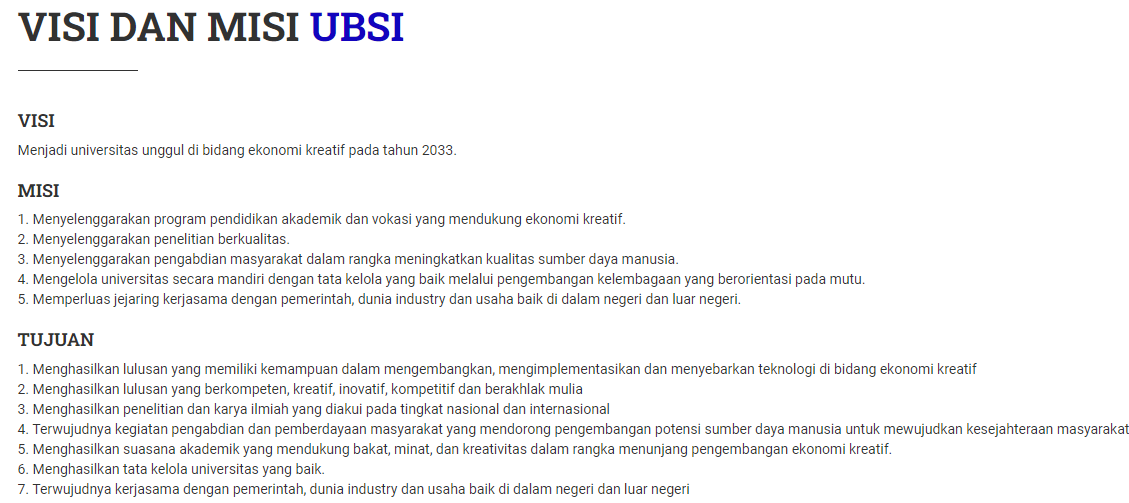 VISI DAN MISI UBSI
VISI
Menjadi universitas unggul di bidang ekonomi kreatif pada tahun 2033.
MISI
1. Menyelenggarakan program pendidikan akademik dan vokasi yang mendukung ekonomi kreatif.
2. Menyelenggarakan penelitian berkualitas.
3. Menyelenggarakan pengabdian masyarakat dalam rangka meningkatkan kualitas sumber daya manusia.
4. Mengelola universitas secara mandiri dengan tata kelola yang baik melalui pengembangan kelembagaan yang berorientasi pada mutu.
5. Memperluas jejaring kerjasama dengan pemerintah, dunia industry dan usaha baik di dalam negeri dan luar negeri.
TUJUAN
1. Menghasilkan lulusan yang memiliki kemampuan dalam mengembangkan, mengimplementasikan dan menyebarkan teknologi di bidang ekonomi kreatif
2. Menghasilkan lulusan yang berkompeten, kreatif, inovatif, kompetitif dan berakhlak mulia
3. Menghasilkan penelitian dan karya ilmiah yang diakui pada tingkat nasional dan internasional
4. Terwujudnya kegiatan pengabdian dan pemberdayaan masyarakat yang mendorong pengembangan potensi sumber daya manusia untuk mewujudkan kesejahteraan masyarakat
5. Menghasilkan suasana akademik yang mendukung bakat, minat, dan kreativitas dalam rangka menunjang pengembangan ekonomi kreatif.
6. Menghasilkan tata kelola universitas yang baik.
7. Terwujudnya kerjasama dengan pemerintah, dunia industry dan usaha baik di dalam negeri dan luar negeri